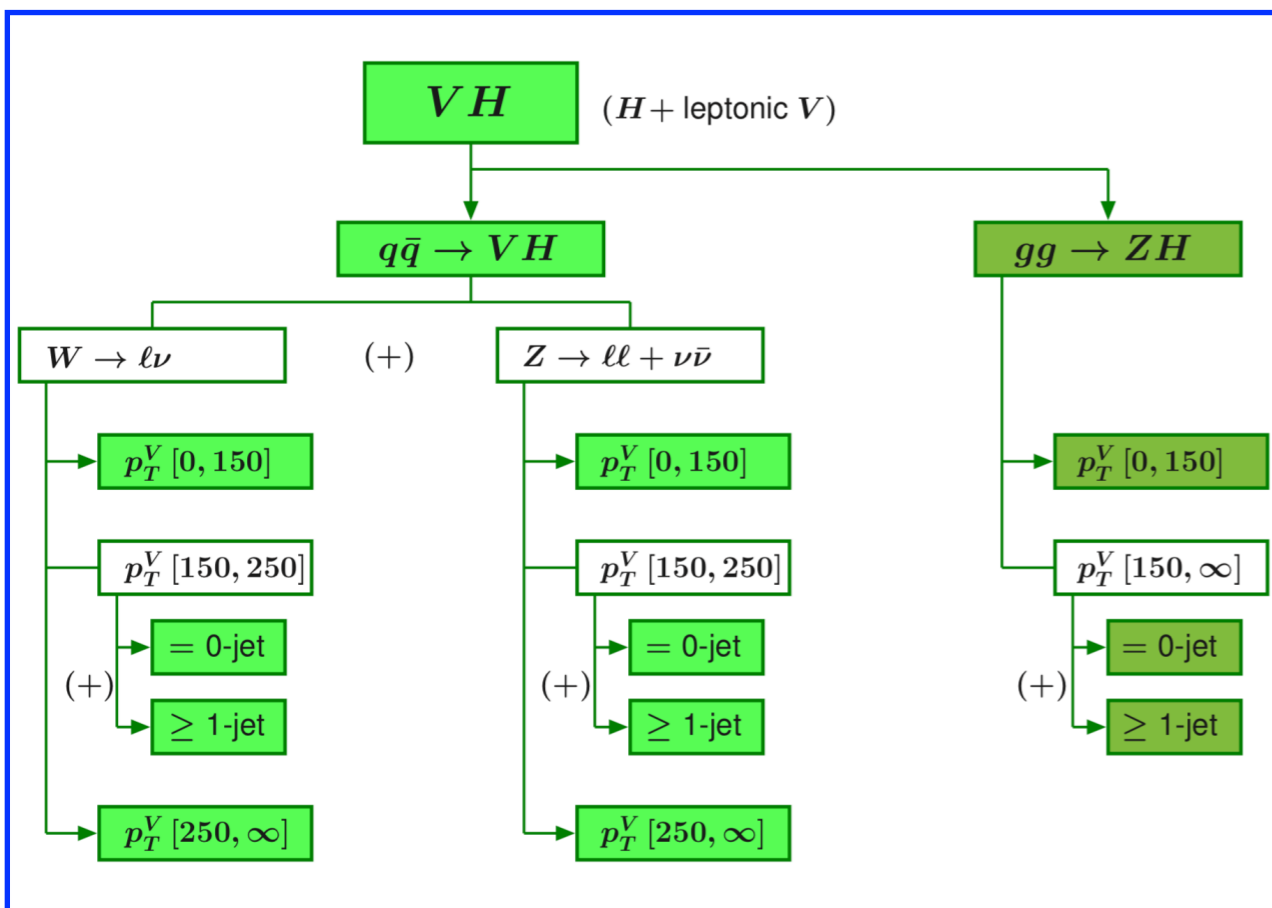 VH (H + leptonic V)
qq̄ → VH
gg → ZH
W → ℓν
(+)
Z → ℓℓ + νν̄
p_T^V [0, 150]
p_T^V [0, 150]
p_T^V [0, 150]
p_T^V [150, 250]
p_T^V [150, 250]
p_T^V [150, ∞]
= 0-jet
= 0-jet
= 0-jet
(+)
(+)
(+)
≥ 1-jet
≥ 1-jet
≥ 1-jet
p_T^V [250, ∞]
p_T^V [250, ∞]